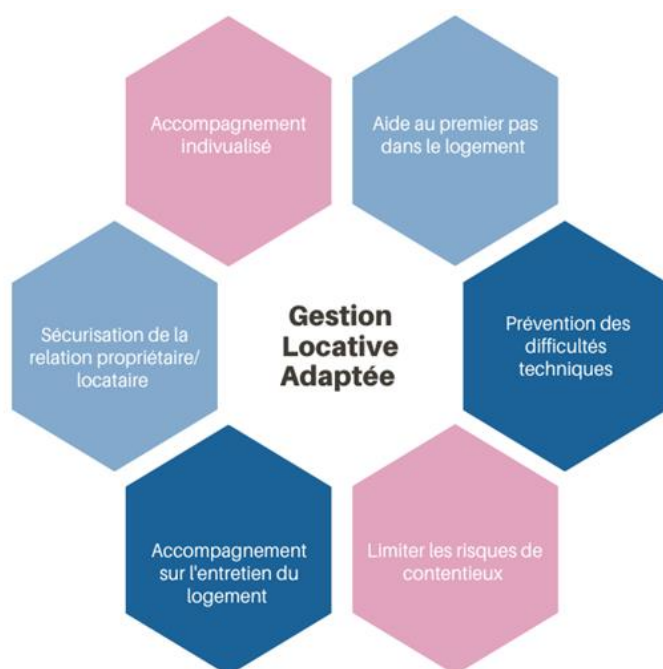 Accompagnement
indivualisé
Aide au premier pas
dans le logement
Sécurisation de la
relation propriétaire/
locataire
Gestion
Locative
Adaptée
Prévention des
difficultés
techniques
Accompagnement
sur l'entretien du
logement
Limiter les risques de
contentieux